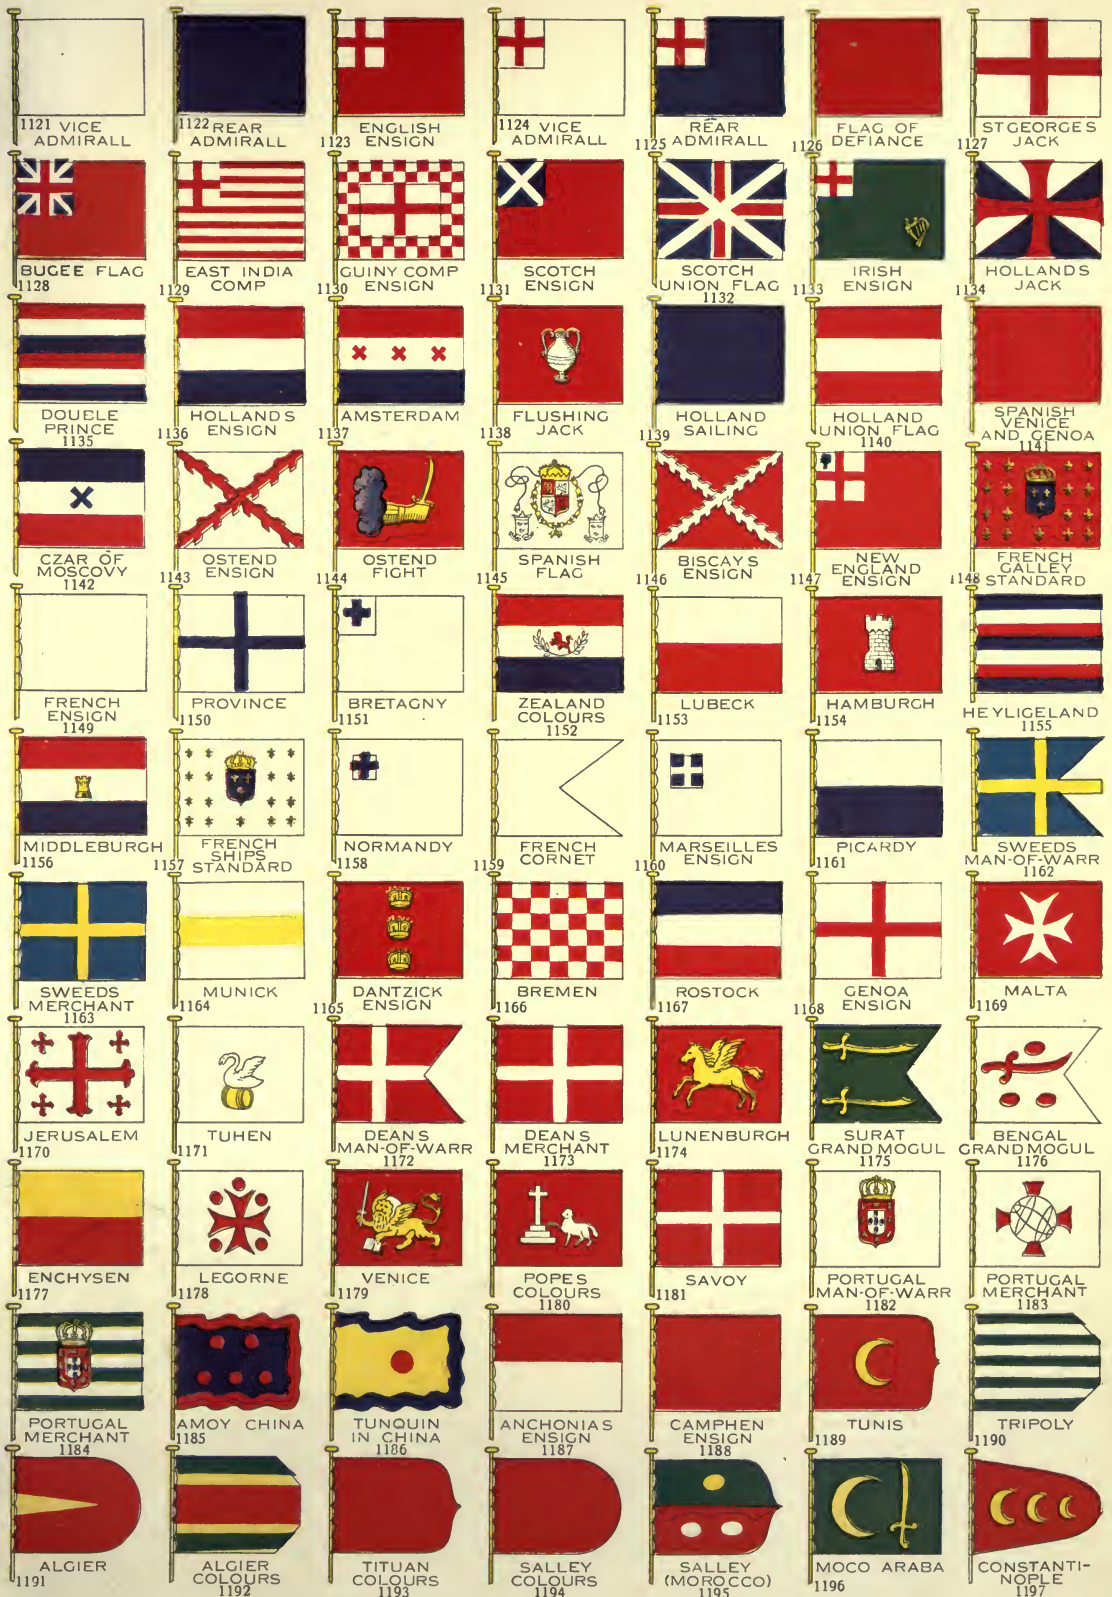 1121 VICE ADMIRALL
1122 REAR ADMIRALL
ENGLISH
1123 ENSIGN
1124 VICE ADMIRALL
REAR
1125 ADMIRALL
FLAG OF
1126 DEFIANCE
ST GEORGES
1127 JACK
BUGEE FLAG
1128
EAST INDIA
1129 COMP
GUINY COMP
1130 ENSIGN
SCOTCH
1131 ENSIGN
SCOTCH
UNION FLAG
1132
IRISH
1133 ENSIGN
HOLLANDS
1134 JACK
DOUBLE
PRINCE
1135
HOLLANDS
1136 ENSIGN
AMSTERDAM
1137
FLUSHING
1138 JACK
HOLLAND
1139 SAILING
HOLLAND
UNION FLAG
1140
SPANISH
VENICE
AND GENOA
1141
CZAR OF
MOSCOVY
1142
OSTEND
1143 ENSIGN
OSTEND
1144 FIGHT
SPANISH
1145 FLAG
BISCAYS
1146 ENSIGN
NEW
ENGLAND
1147 ENSIGN
FRENCH
GALLEY
1148 STANDARD
FRENCH
ENSIGN
1149
PROVINCE
1150
BRETAGNY
1151
ZEALAND
COLOURS
1152
LUBECK
1153
HAMBURGH
1154
HEYLIGELAND
1155
MIDDLEBURGH
1156
FRENCH
SHIPS
1157 STANDARD
NORMANDY
1158
FRENCH
1159 CORNET
MARSEILLES
1160 ENSIGN
PICARDY
1161
SWEEDS
MAN-OF-WARR
1162
SWEEDS
MERCHANT
1163
MUNICK
1164
DANTZICK
1165 ENSIGN
BREMEN
1166
ROSTOCK
1167
GENOA
1168 ENSIGN
MALTA
1169
JERUSALEM
1170
TUHEN
1171
DEANS
MAN-OF-WARR
1172
DEANS
MERCHANT
1173
LUNENBURGH
1174
SURAT
GRAND MOGUL
1175
BENGAL
GRAND MOGUL
1176
ENCHYSEN
1177
LEGORNE
1178
VENICE
1179
POPES
COLOURS
1180
SAVOY
1181
PORTUGAL
MAN-OF-WARR
1182
PORTUGAL
MERCHANT
1183
PORTUGAL
MERCHANT
1184
AMOY CHINA
1185
TUNQUIN
IN CHINA
1186
ANCHONIAS
ENSIGN
1187
CAMPHEN
ENSIGN
1188
TUNIS
1189
TRIPOLY
1190
ALGIER
1191
ALGIER
COLOURS
1192
TITUAN
COLOURS
1193
SALLEY
COLOURS
1194
SALLEY
(MOROCCO)
1195
MOCO ARABA
1196
CONSTANTI-
NOPLE
1197